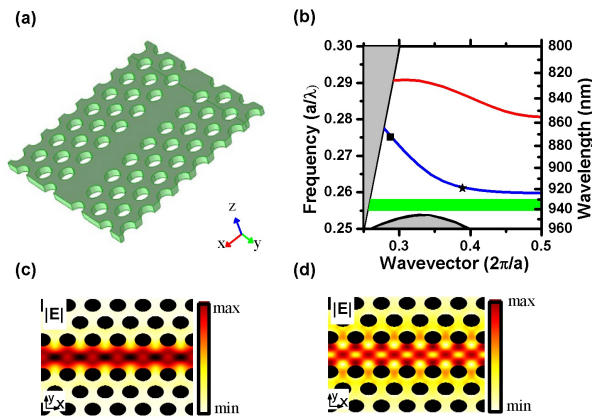 (a)
z
x
y
(b)
Frequency (a/λ)
0.30
0.29
0.28
0.27
0.26
0.25
0.3
0.4
0.5
Wavevector (2π/a)
800
820
840
860
880
900
920
940
960
Wavelength (nm)
(c)
|E|
y
x
max
min
(d)
|E|
y
x
max
min